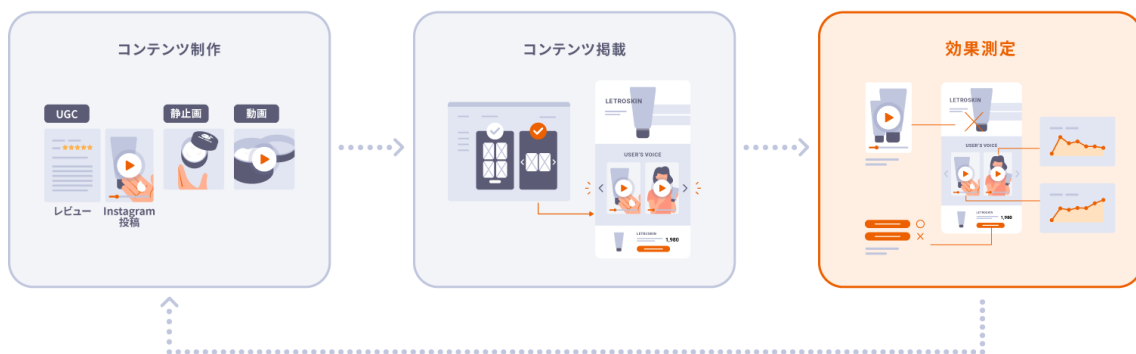 コンテンツ制作
UGC
静止画
動画
レビュー
Instagram
投稿
コンテンツ掲載
LETROSKIN
USER'S VOICE
LETROSKIN
1,980
効果測定
LETROSKIN
USER'S VOICE
LETROSKIN
1,980